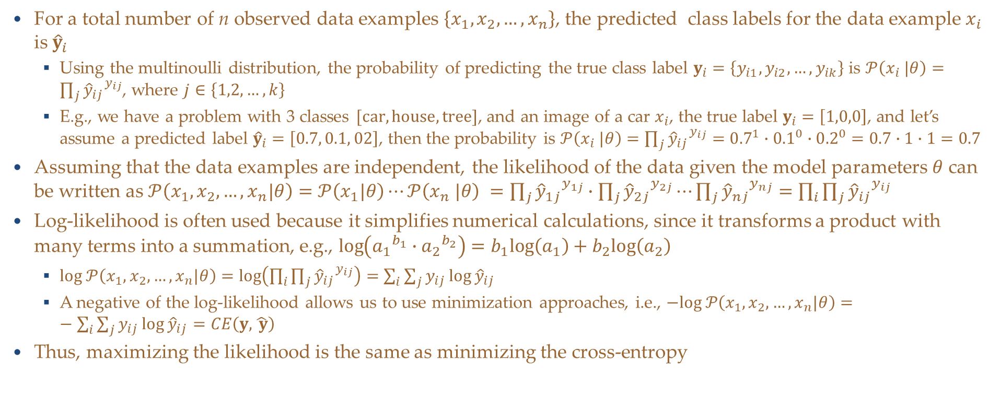 • For a total number of n observed data examples {x₁, x₂, … , xₙ}, the predicted class labels for the data example xᵢ
is ŷᵢ
▪ Using the multinoulli distribution, the probability of predicting the true class label yᵢ = {yᵢ₁, yᵢ₂, … , yᵢₖ} is 𝒫(xᵢ |θ) =
∏ⱼ ŷᵢⱼ^(yᵢⱼ), where j ∈ {1,2, … , k}
▪ E.g., we have a problem with 3 classes [car, house, tree], and an image of a car xᵢ, the true label yᵢ = [1,0,0], and let’s
assume a predicted label ŷᵢ = [0.7, 0.1, 02], then the probability is 𝒫(xᵢ |θ) = ∏ⱼ ŷᵢⱼ^(yᵢⱼ) = 0.7¹ · 0.1⁰ · 0.2⁰ = 0.7 · 1 · 1 = 0.7
• Assuming that the data examples are independent, the likelihood of the data given the model parameters θ can
be written as 𝒫(x₁, x₂, … , xₙ|θ) = 𝒫(x₁|θ) ⋯ 𝒫(xₙ |θ) = ∏ⱼ ŷ₁ⱼ^(y₁ⱼ) · ∏ⱼ ŷ₂ⱼ^(y₂ⱼ) ⋯ ∏ⱼ ŷₙⱼ^(yₙⱼ) = ∏ᵢ ∏ⱼ ŷᵢⱼ^(yᵢⱼ)
• Log-likelihood is often used because it simplifies numerical calculations, since it transforms a product with
many terms into a summation, e.g., log(a₁^(b₁) · a₂^(b₂)) = b₁log(a₁) + b₂log(a₂)
▪ log 𝒫(x₁, x₂, … , xₙ|θ) = log(∏ᵢ ∏ⱼ ŷᵢⱼ^(yᵢⱼ)) = ∑ᵢ ∑ⱼ yᵢⱼ log ŷᵢⱼ
▪ A negative of the log-likelihood allows us to use minimization approaches, i.e., −log 𝒫(x₁, x₂, … , xₙ|θ) =
− ∑ᵢ ∑ⱼ yᵢⱼ log ŷᵢⱼ = CE(y, ŷ)
• Thus, maximizing the likelihood is the same as minimizing the cross-entropy